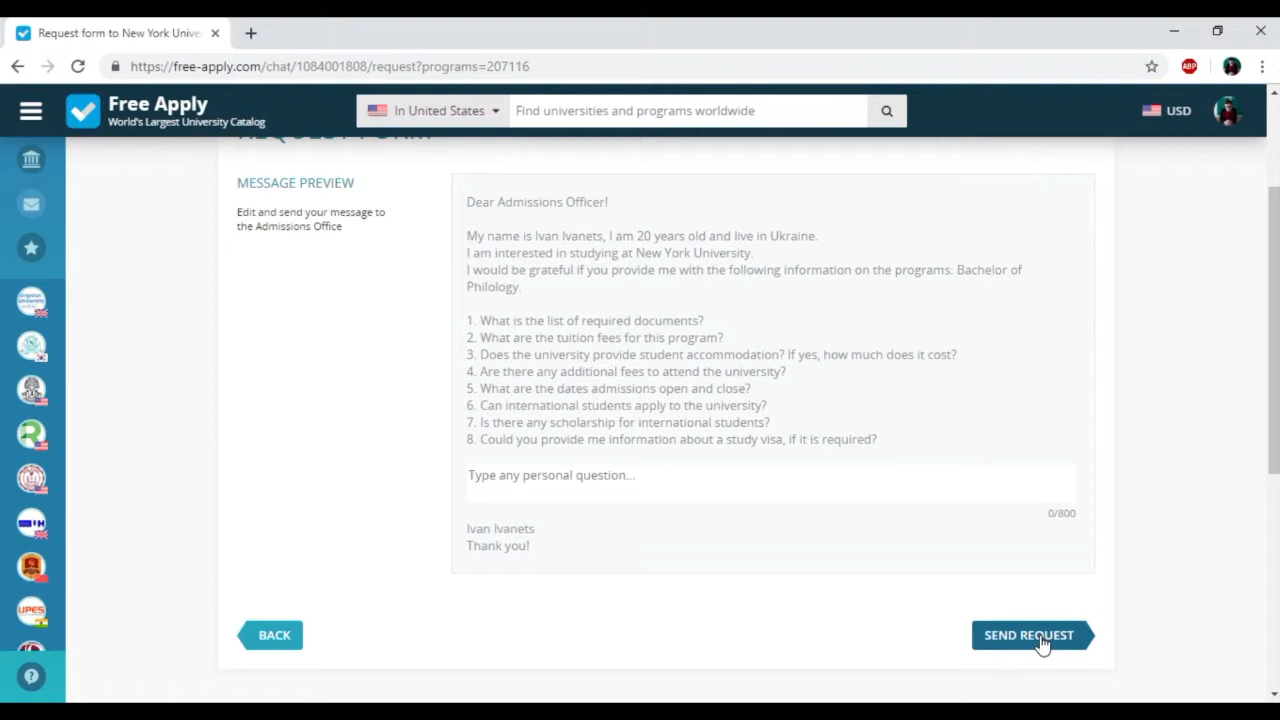 Request form to New York Unive
https://free-apply.com/chat/1084001808/request?programs=207116
ABP
Free Apply
World's Largest University Catalog
In United States
Find universities and programs worldwide
USD
REQUEST FORM
MESSAGE PREVIEW
Edit and send your message to
the Admissions Office
Dear Admissions Officer!
My name is Ivan Ivanets, I am 20 years old and live in Ukraine.
I am interested in studying at New York University.
I would be grateful if you provide me with the following information on the programs: Bachelor of
Philology.
1. What is the list of required documents?
2. What are the tuition fees for this program?
3. Does the university provide student accommodation? If yes, how much does it cost?
4. Are there any additional fees to attend the university?
5. What are the dates admissions open and close?
6. Can international students apply to the university?
7. Is there any scholarship for international students?
8. Could you provide me information about a study visa, if it is required?
Type any personal question...
0/800
Ivan Ivanets
Thank you!
UPES
BACK
SEND REQUEST